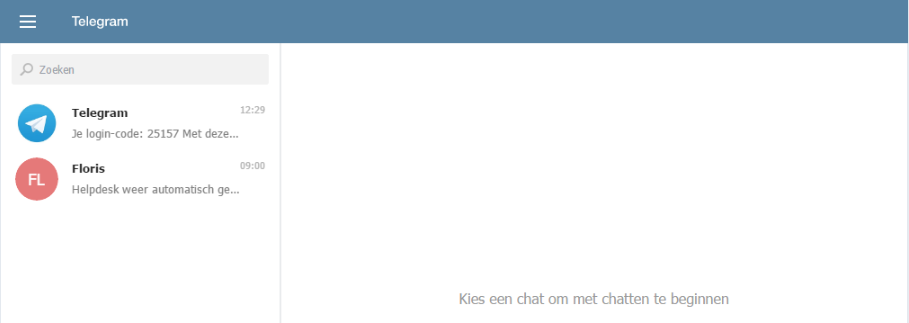 Telegram
Zoeken
Telegram 12:29
Je login-code: 25157 Met deze...
FL
Floris 09:00
Helpdesk weer automatisch ge...
Kies een chat om met chatten te beginnen